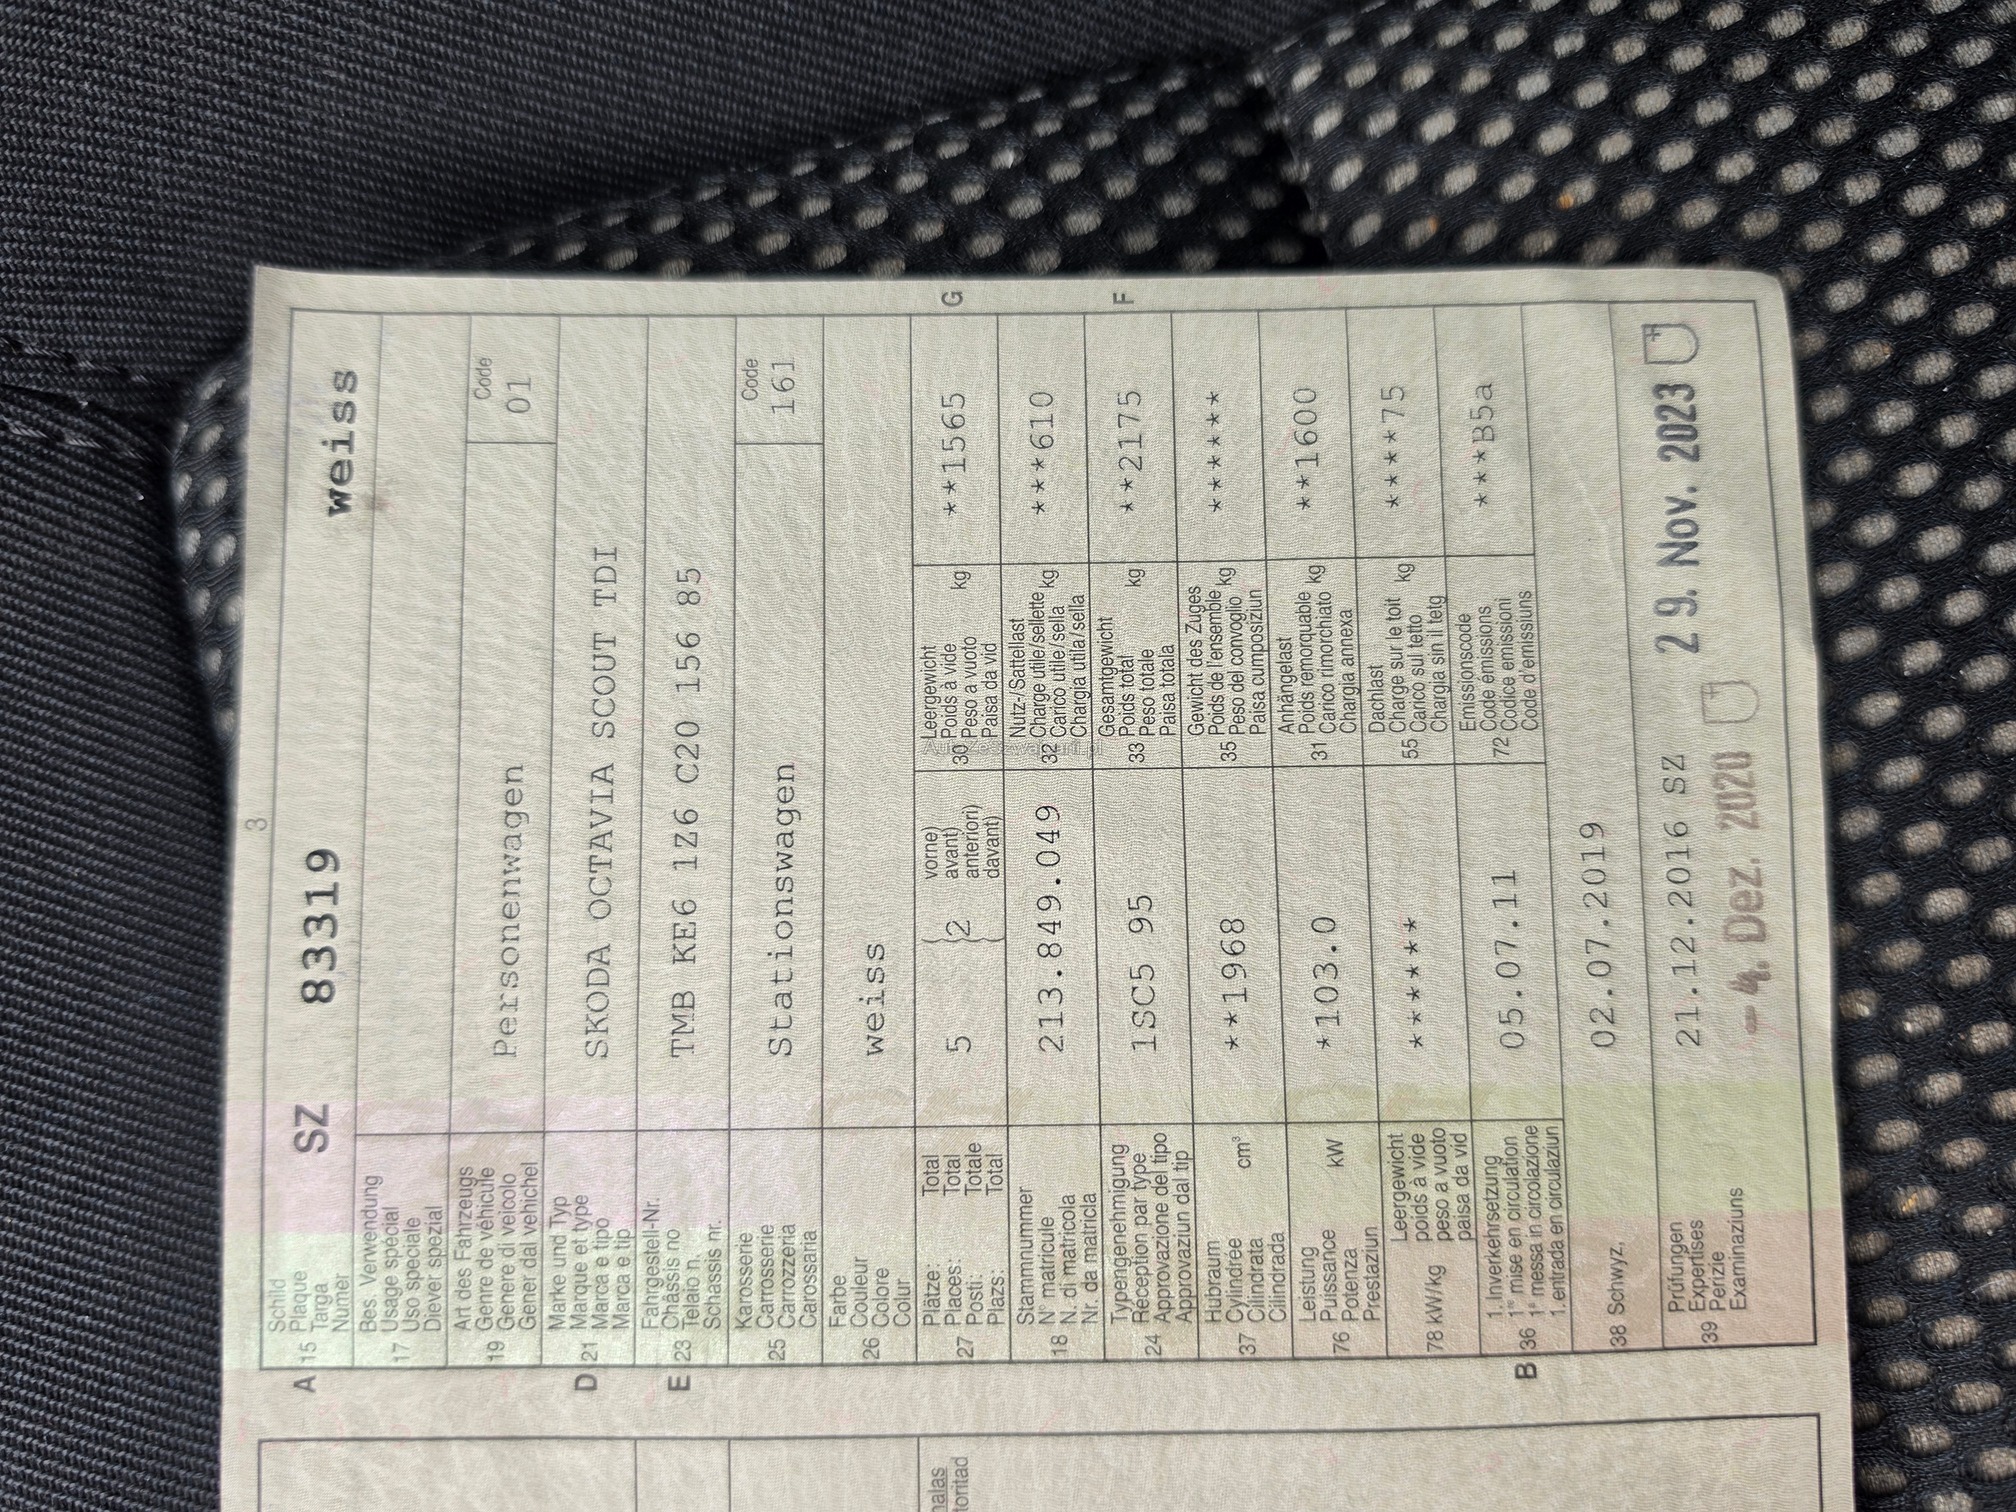 3
A 15 Schild
Plaque
Targa
Numer
SZ 83319 weiss
17 Bes. Verwendung
Usage spécial
Uso speciale
Diever spezial
19 Art des Fahrzeugs
Genre de véhicule
Genere di veicolo
Gener dal vehichel
Personenwagen
Code
01
D 21 Marke und Typ
Marque et type
Marca e tipo
Marca e tip
SKODA OCTAVIA SCOUT TDI
E 23 Fahrgestell-Nr.
Châssis no
Telaio n.
Schassis nr.
TMB KE6 1Z6 C20 156 85
25 Karosserie
Carrosserie
Carrozzeria
Carossaria
Stationswagen
Code
161
26 Farbe
Couleur
Colore
Colur
weiss
27 Plätze: Total
Places: Total
Posti: Totale
Plazs: Total
5 { 2
vorne)
avant)
anteriori)
davant)
30 Leergewicht
Poids à vide
Peso a vuoto kg
Paisa da vid
**1565
G
18 Stammnummer
N° matricule
N. di matricola
Nr. da matricla
213.849.049
32 Nutz-/Sattellast
Charge utile/sellette kg
Carico utile/sella
Chargia utila/sella
***610
24 Typengenehmigung
Réception par type
Approvazione del tipo
Approvaziun dal tip
1SC5 95
33 Gesamtgewicht
Poids total kg
Peso totale
Paisa totala
**2175
F
37 Hubraum
Cylindrée cm³
Cilindrata
Cilindrada
**1968
35 Gewicht des Zuges
Poids de l'ensemble kg
Peso del convoglio
Paisa cumposiziun
*******
76 Leistung
Puissance kW
Potenza
Prestaziun
*103.0
31 Anhängelast
Poids remorquable kg
Carico rimorchiato
Chargia annexa
**1600
78 kW/kg Leergewicht
poids à vide
peso a vuoto
paisa da vid
*******
55 Dachlast
Charge sur le toit kg
Carico sul tetto
Chargia sin il tetg
*****75
B 36 1. Inverkehrsetzung
1re mise en circulation
1a messa in circolazione
1. entrada en circulaziun
05.07.11
72 Emissionscode
Code émissions
Codice emissioni
Code d'emissiuns
****B5a
38 Schwyz,
02.07.2019
39 Prüfungen
Expertises
Perizie
Examinaziuns
21.12.2016 SZ 29. Nov. 2023
- 4. Dez. 2020